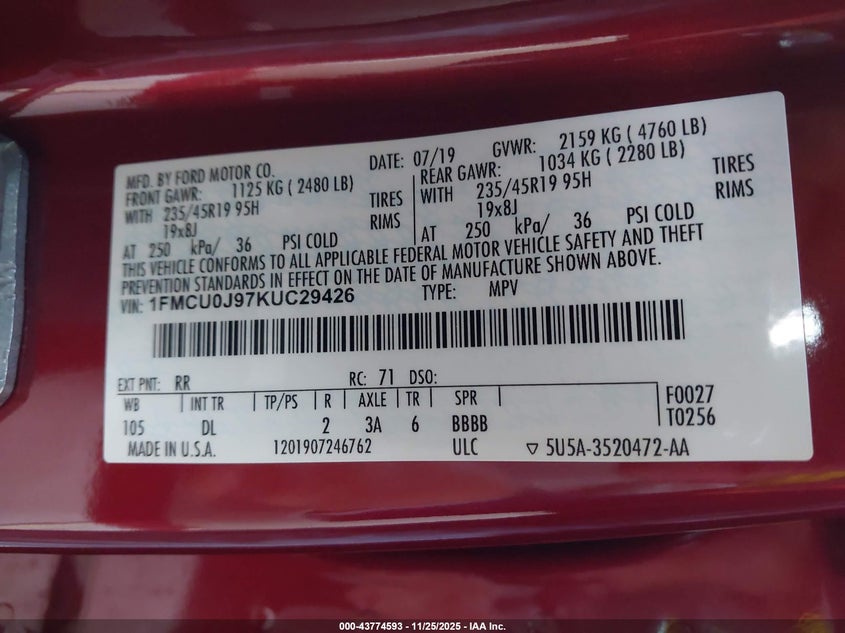 MFD. BY FORD MOTOR CO. DATE: 07/19 GVWR: 2159 KG ( 4760 LB)
FRONT GAWR: 1125 KG ( 2480 LB) REAR GAWR: 1034 KG ( 2280 LB)
WITH 235/45R19 95H TIRES WITH 235/45R19 95H TIRES
19x8J RIMS 19x8J RIMS
AT 250 kPa/ 36 PSI COLD AT 250 kPa/ 36 PSI COLD
THIS VEHICLE CONFORMS TO ALL APPLICABLE FEDERAL MOTOR VEHICLE SAFETY AND THEFT
PREVENTION STANDARDS IN EFFECT ON THE DATE OF MANUFACTURE SHOWN ABOVE.
VIN: 1FMCU0J97KUC29426 TYPE: MPV
EXT PNT: RR RC: 71 DSO:
WB INT TR TP/PS R AXLE TR SPR F0027
105 DL 2 3A 6 BBBB T0256
MADE IN U.S.A. 1201907246762 ULC ▽ 5U5A-3520472-AA
000-43774593 - 11/25/2025 - IAA Inc.